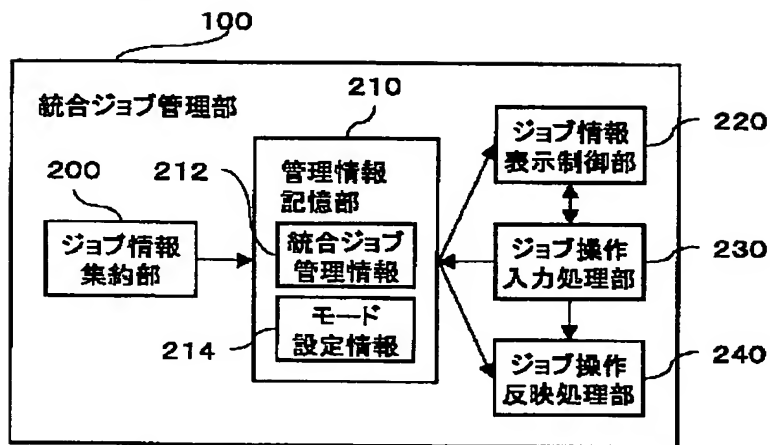 100
統合ジョブ管理部
210
220
ジョブ情報
表示制御部
200
212
管理情報
記憶部
ジョブ情報
集約部
統合ジョブ
管理情報
ジョブ操作
入力処理部
230
214
モード
設定情報
ジョブ操作
反映処理部
240